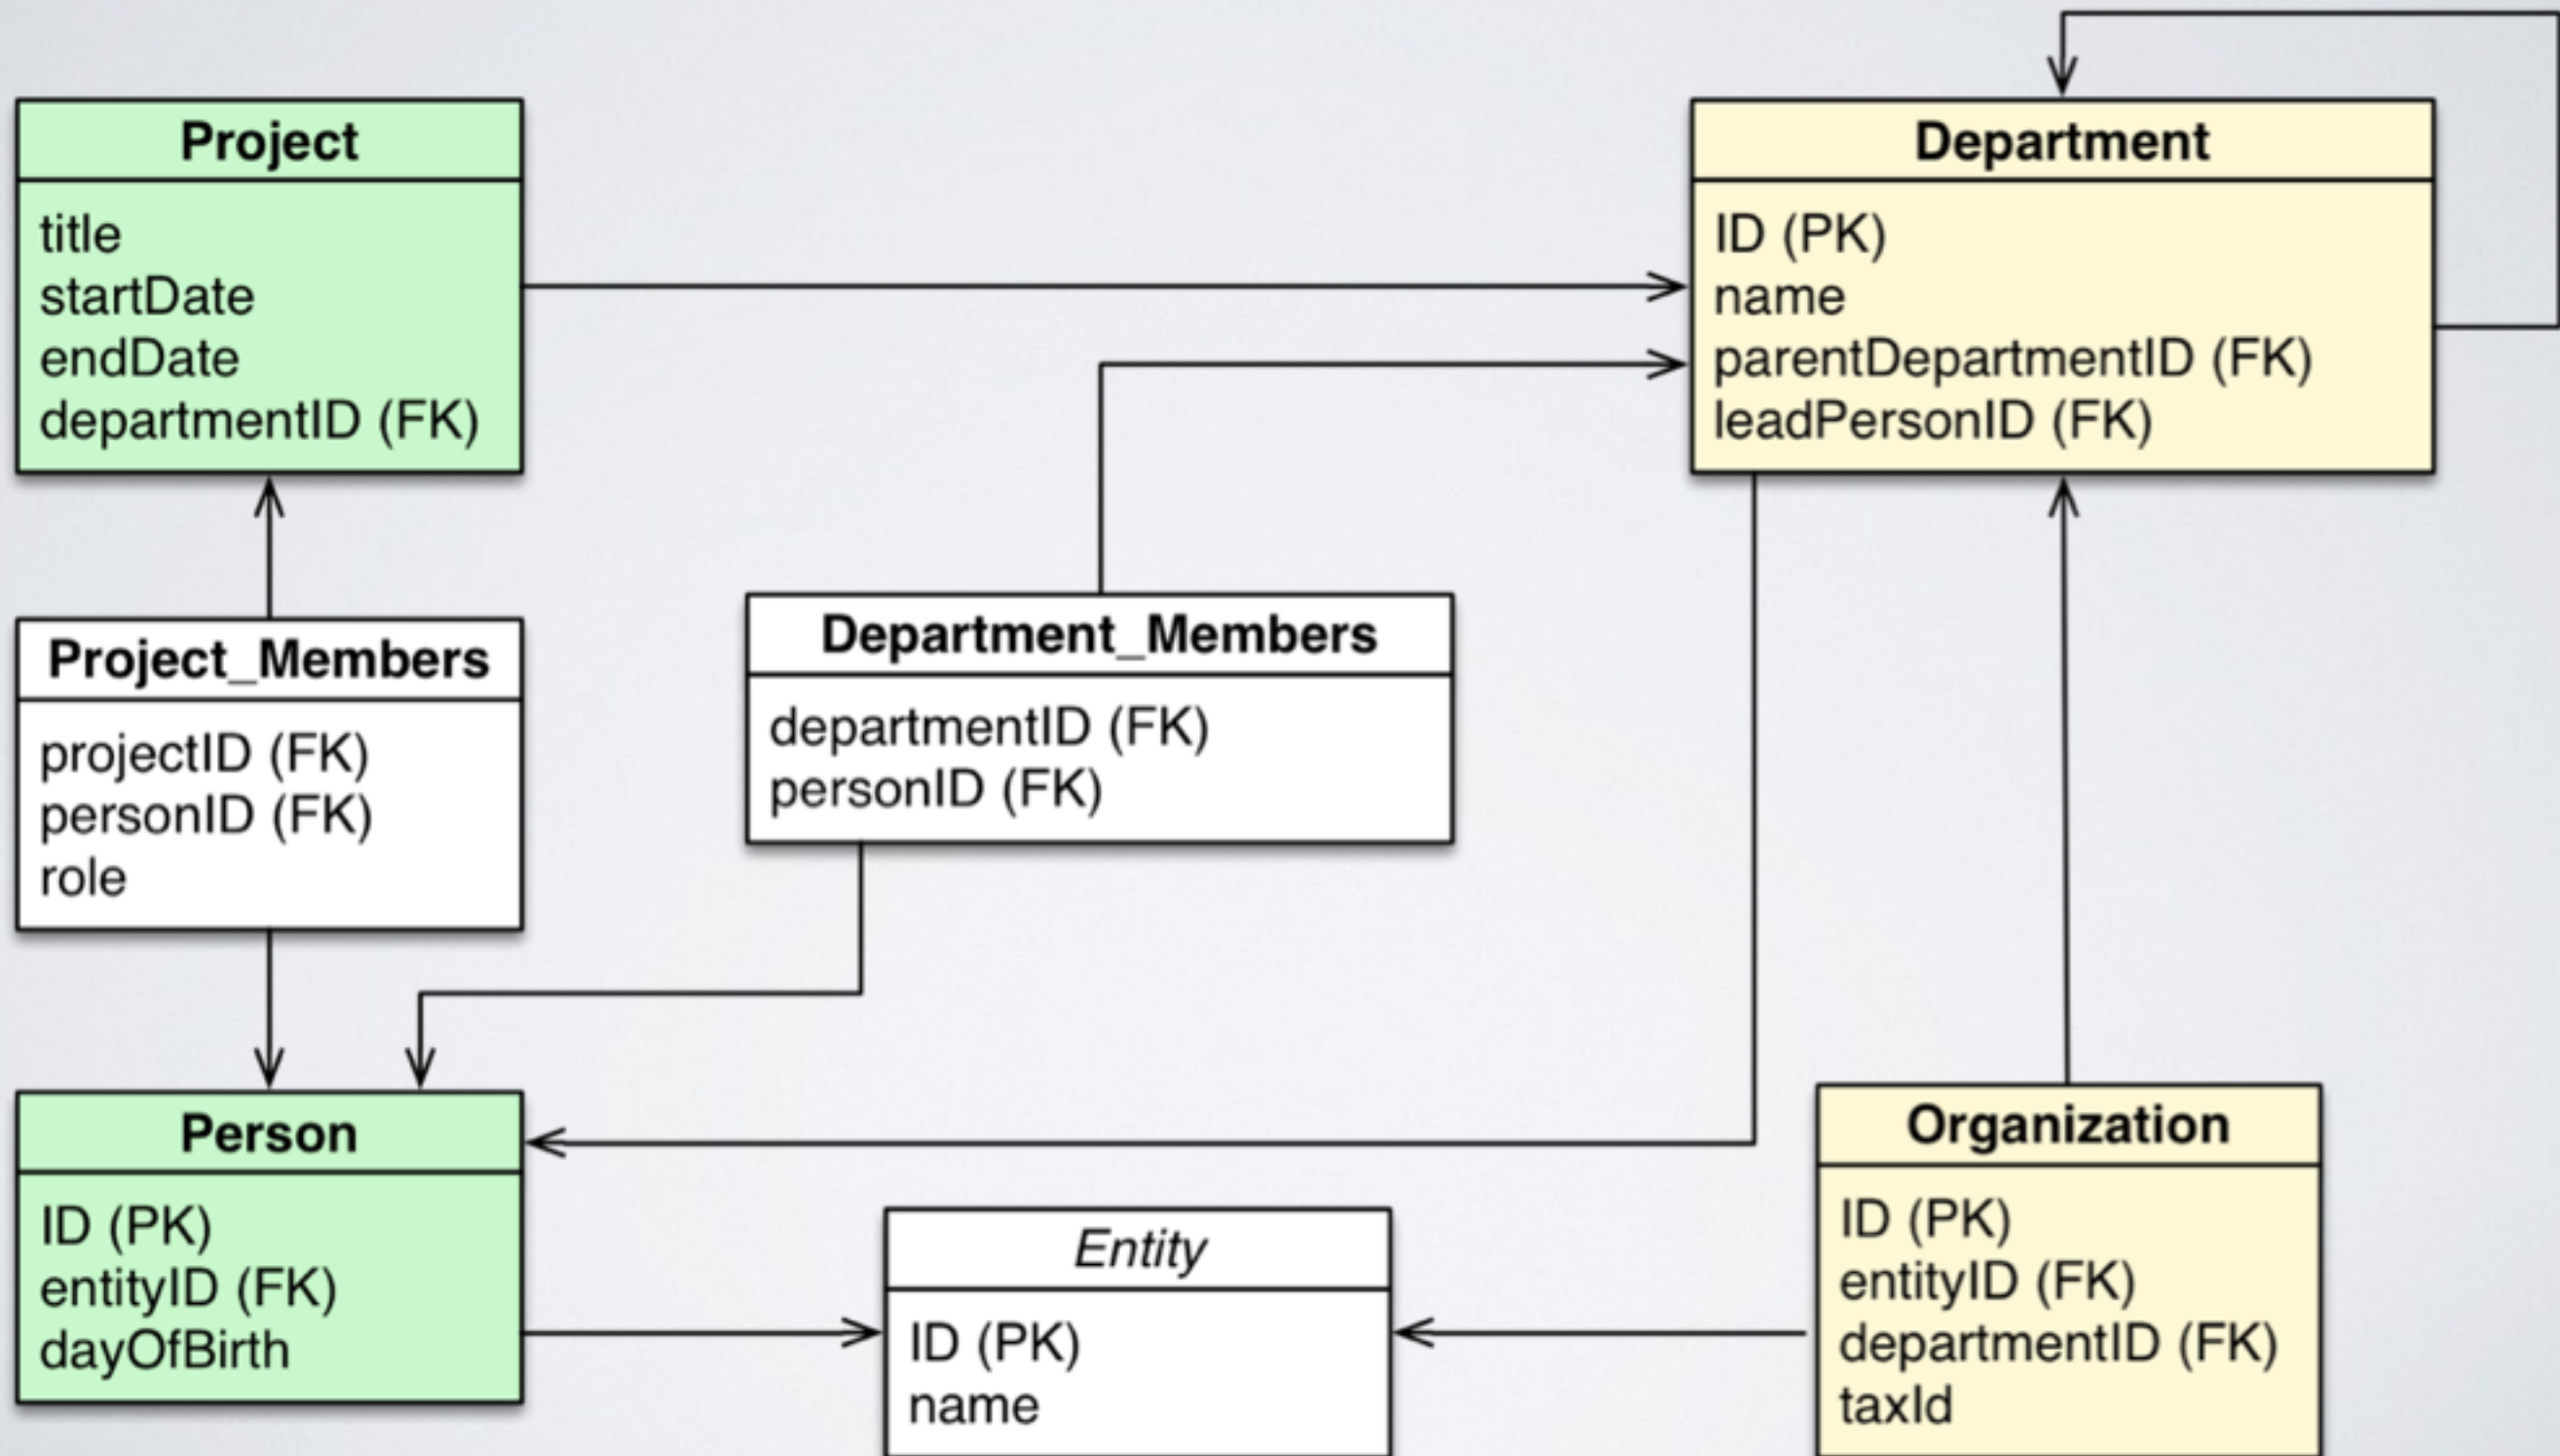 Project
title
startDate
endDate
departmentID (FK)
Department
ID (PK)
name
parentDepartmentID (FK)
leadPersonID (FK)
Project_Members
projectID (FK)
personID (FK)
role
Department_Members
departmentID (FK)
personID (FK)
Person
ID (PK)
entityID (FK)
dayOfBirth
Entity
ID (PK)
name
Organization
ID (PK)
entityID (FK)
departmentID (FK)
taxId